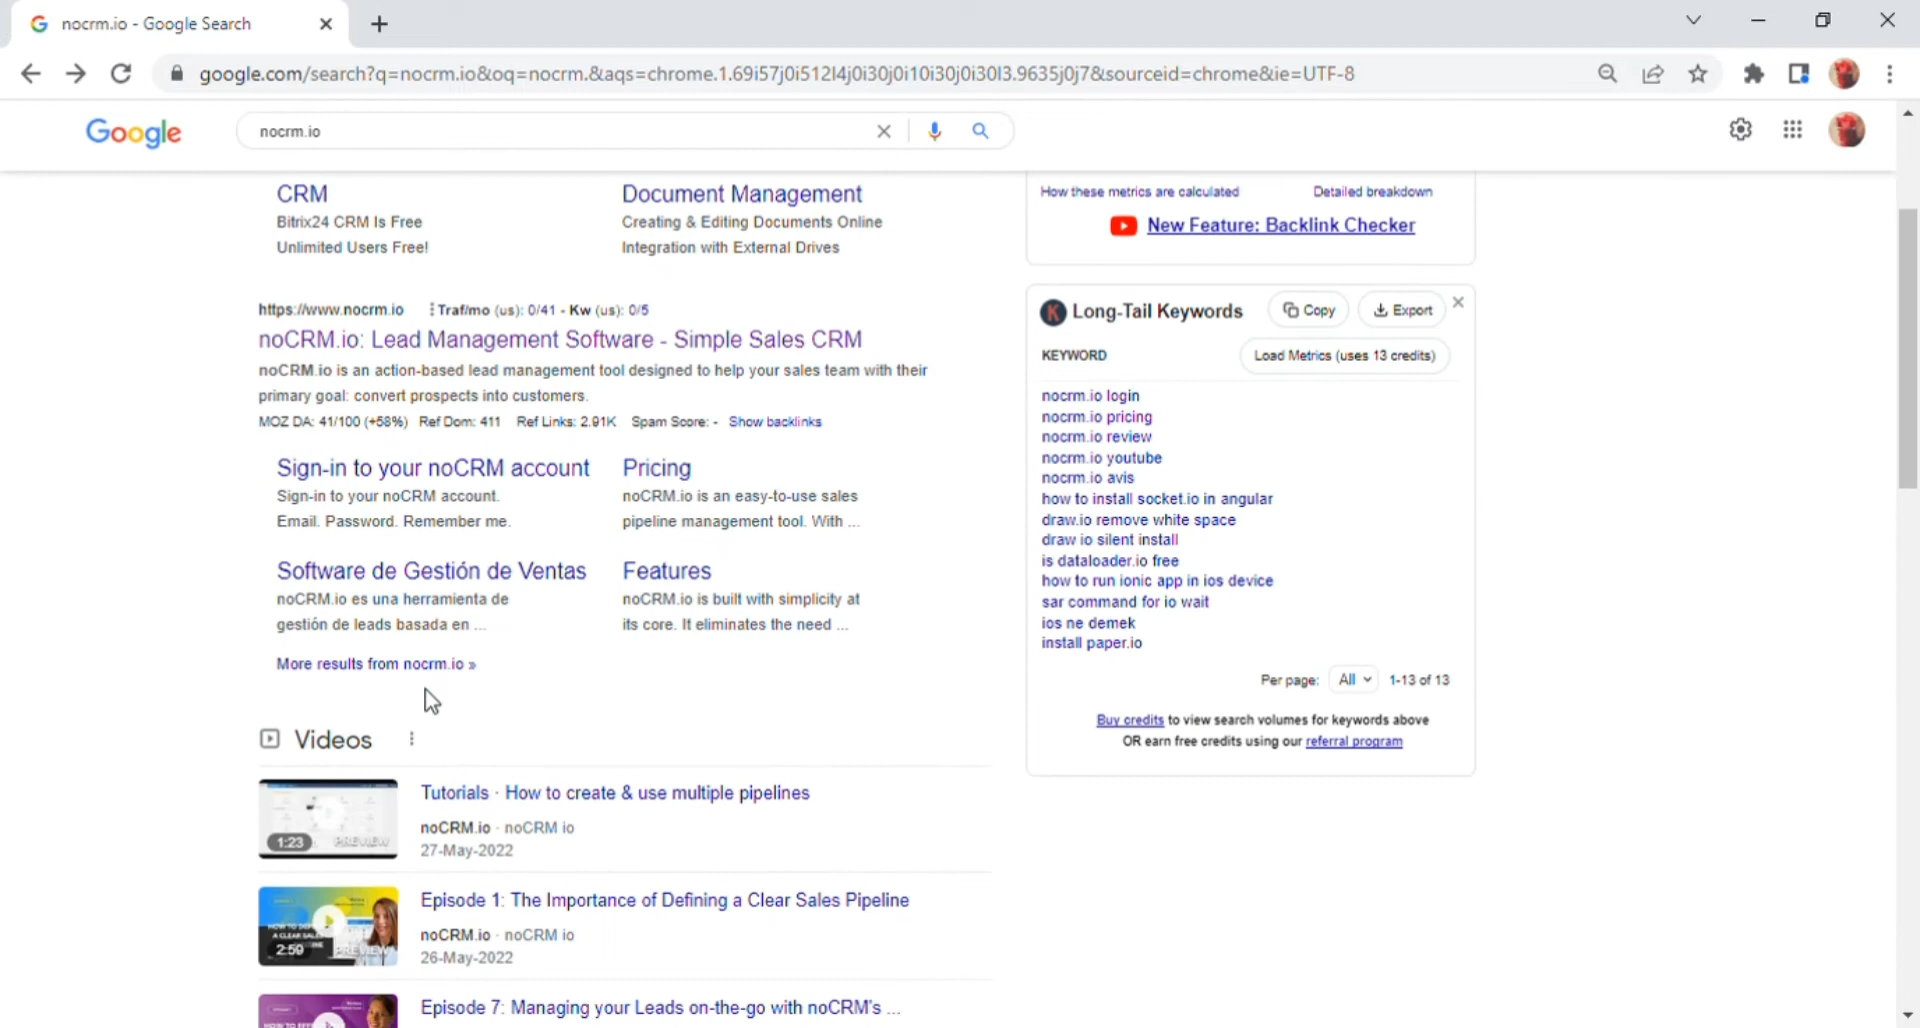 nocrm.io - Google Search
google.com/search?q=nocrm.io&oq=nocrm.&aqs=chrome.1.69i57j0i512l4j0i30j0i10i30j0i30l3.9635j0j7&sourceid=chrome&ie=UTF-8
Google
nocrm.io
CRM
Bitrix24 CRM Is Free
Unlimited Users Free!
Document Management
Creating & Editing Documents Online
Integration with External Drives
https://www.nocrm.io
Traf/mo (us): 0/41 - Kw (us): 0/5
noCRM.io: Lead Management Software - Simple Sales CRM
noCRM.io is an action-based lead management tool designed to help your sales team with their
primary goal: convert prospects into customers.
MOZ DA: 41/100 (+58%) Ref Dom: 411 Ref Links: 2.91K Spam Score: - Show backlinks
Sign-in to your noCRM account
Sign-in to your noCRM account.
Email. Password. Remember me.
Pricing
noCRM.io is an easy-to-use sales
pipeline management tool. With ...
Software de Gestión de Ventas
noCRM.io es una herramienta de
gestión de leads basada en ...
Features
noCRM.io is built with simplicity at
its core. It eliminates the need ...
More results from nocrm.io »
Videos
1:23
PREVIEW
Tutorials · How to create & use multiple pipelines
noCRM.io · noCRM io
27-May-2022
2:59
PREVIEW
Episode 1: The Importance of Defining a Clear Sales Pipeline
noCRM.io · noCRM io
26-May-2022
Episode 7: Managing your Leads on-the-go with noCRM's ...
How these metrics are calculated
Detailed breakdown
New Feature: Backlink Checker
K
Long-Tail Keywords
Copy
Export
KEYWORD
Load Metrics (uses 13 credits)
nocrm.io login
nocrm.io pricing
nocrm.io review
nocrm.io youtube
nocrm.io avis
how to install socket.io in angular
draw.io remove white space
draw io silent install
is dataloader.io free
how to run ionic app in ios device
sar command for io wait
ios ne demek
install paper.io
Per page: All 1-13 of 13
Buy credits to view search volumes for keywords above
OR earn free credits using our referral program